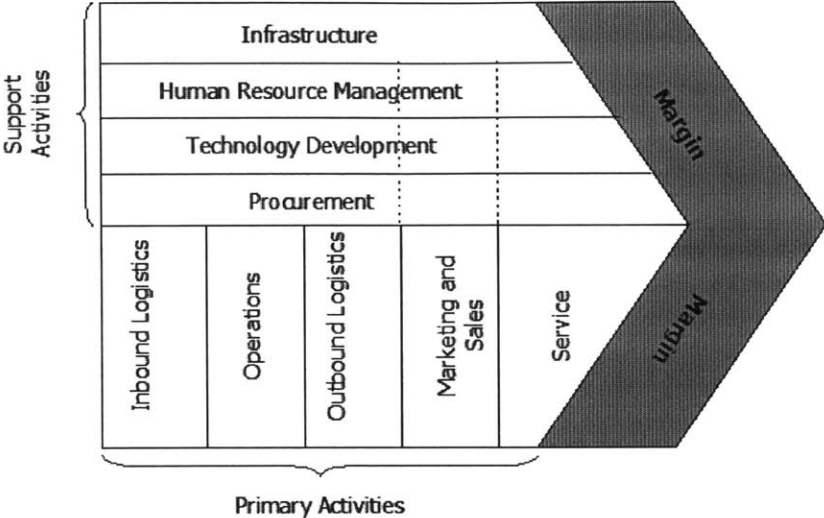 Support
Activities
Infrastructure
Human Resource Management
Technology Development
Procurement
Margin
Inbound Logistics
Operations
Outbound Logistics
Marketing and
Sales
Service
Margin
Primary Activities